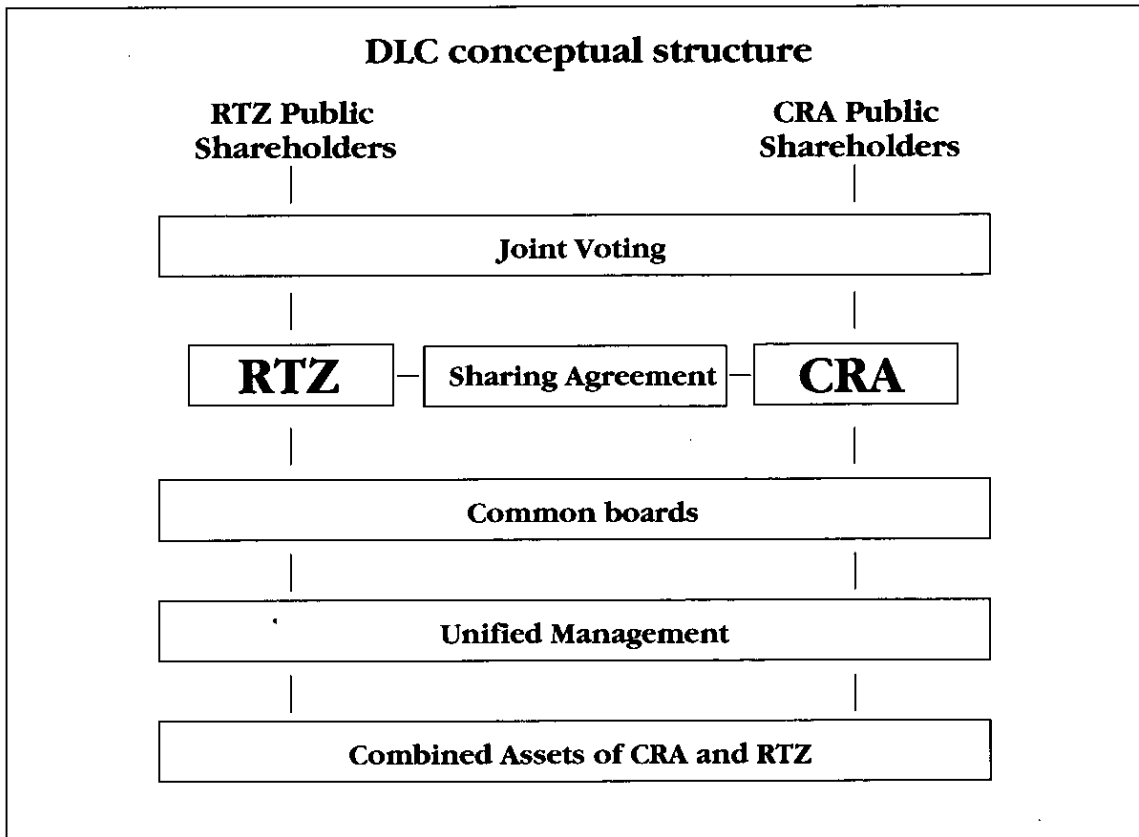 DLC conceptual structure
RTZ Public
Shareholders
CRA Public
Shareholders
Joint Voting
RTZ
Sharing Agreement
CRA
Common boards
Unified Management
Combined Assets of CRA and RTZ